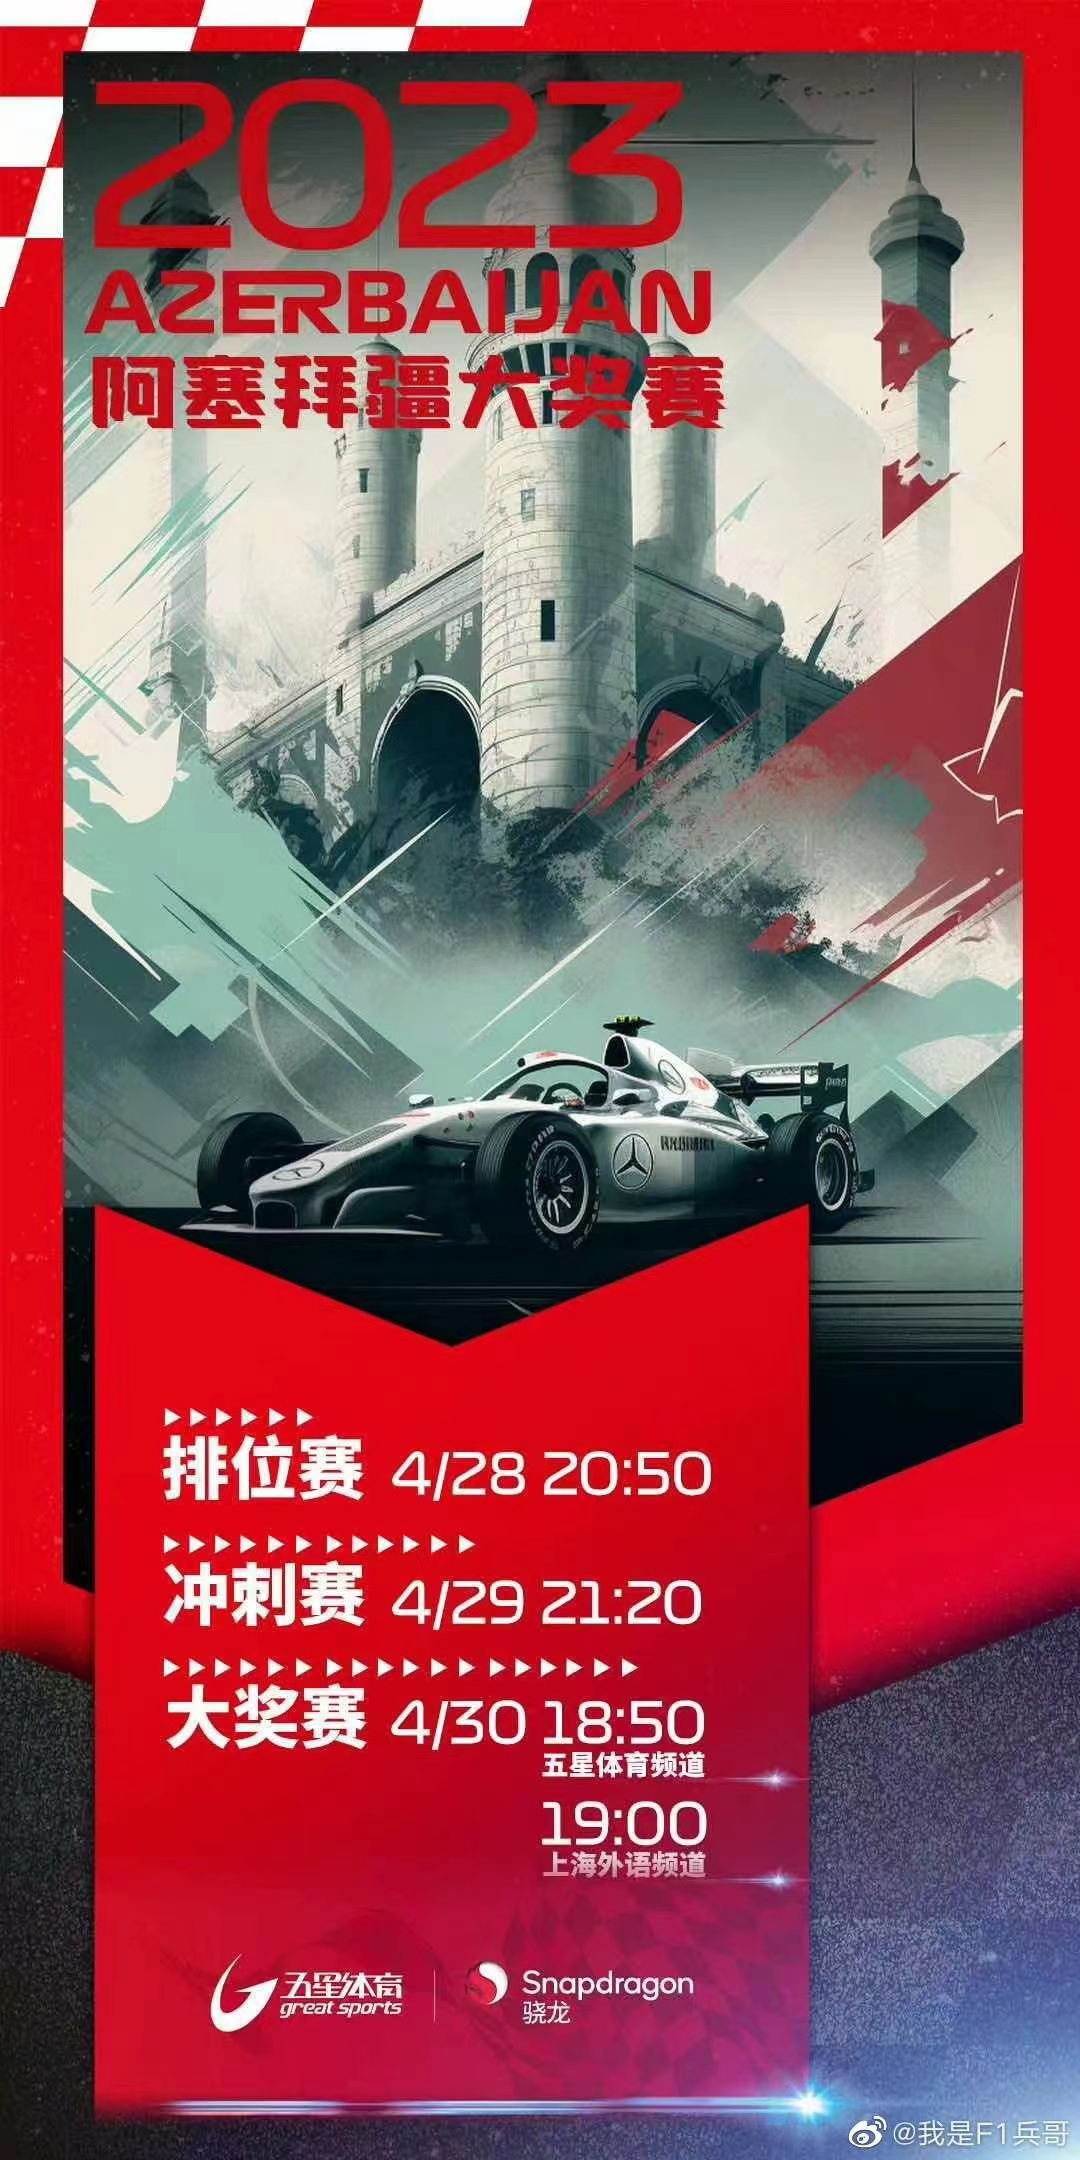 2023
AZERBAIJAN
阿塞拜疆大奖赛
排位赛 4/28 20:50
冲刺赛 4/29 21:20
大奖赛 4/30 18:50
五星体育频道
19:00
上海外语频道
五星体育
great sports
Snapdragon
骁龙
@我是F1兵哥